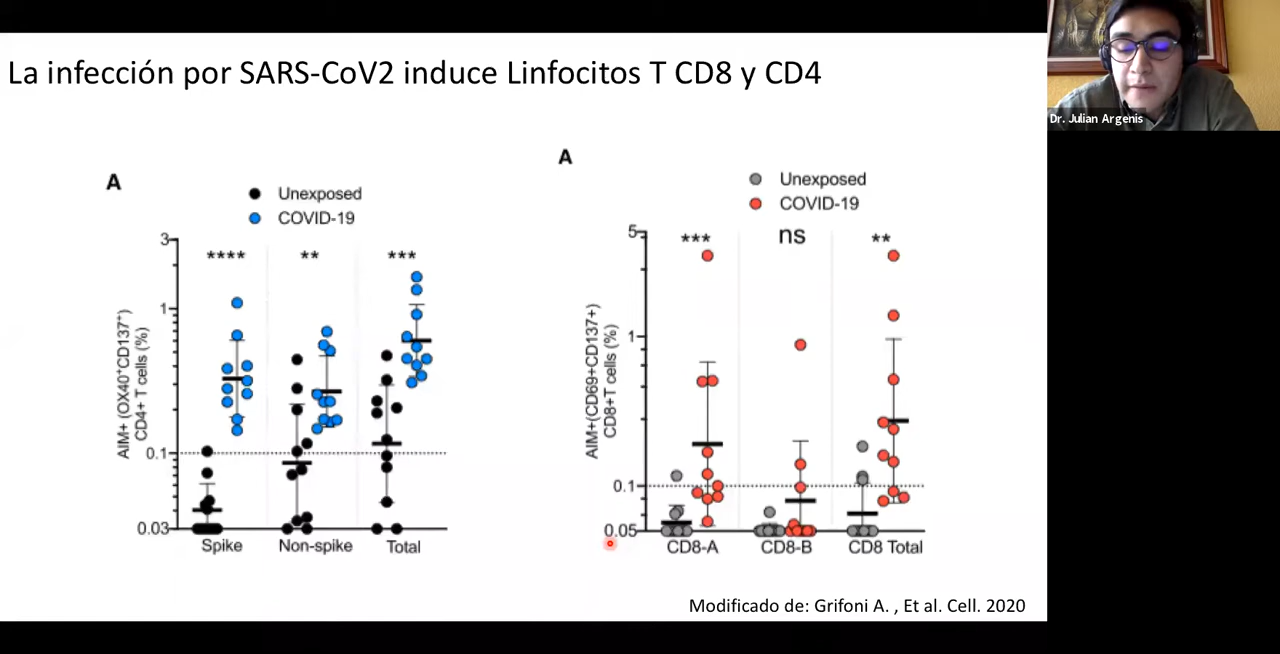 La infección por SARS-CoV2 induce Linfocitos T CD8 y CD4
Dr. Julian Argenis
A
Unexposed
COVID-19
3
1
0.1
0.03
AIM+ (OX40+CD137+)
CD4+ T cells (%)
****
**
***
Spike
Non-spike
Total
A
Unexposed
COVID-19
5
1
0.1
0.05
AIM+(CD69+CD137+)
CD8+T cells (%)
***
ns
**
CD8-A
CD8-B
CD8 Total
Modificado de: Grifoni A. , Et al. Cell. 2020